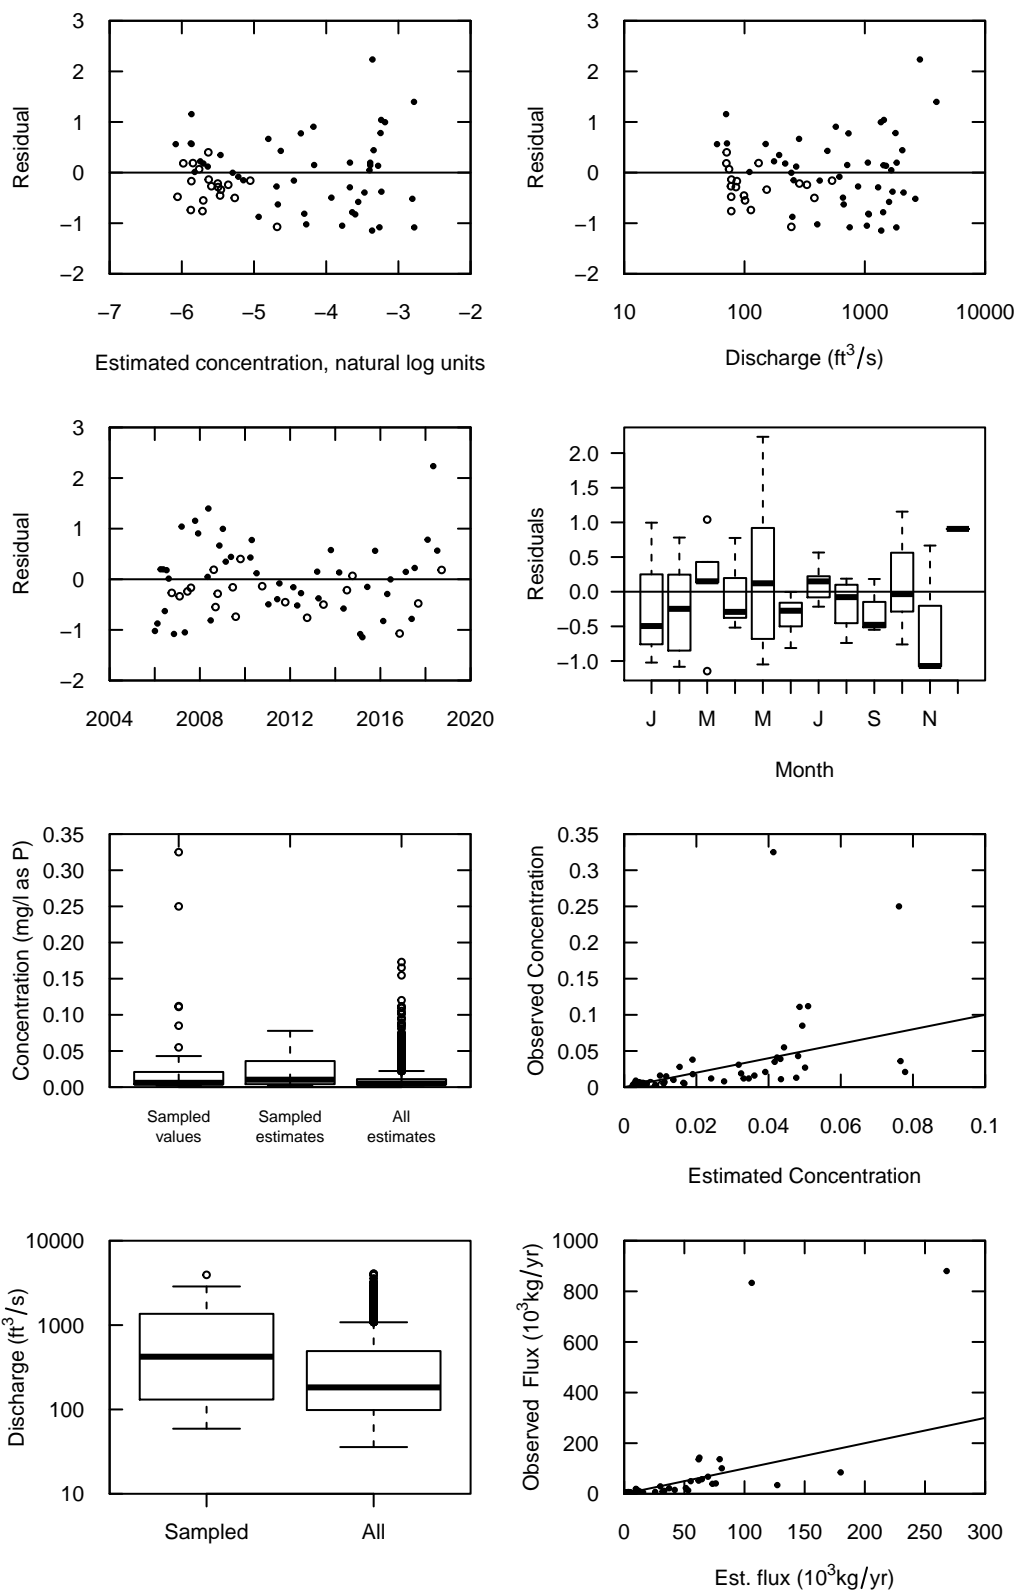 3
2
1
0
−1
−2
Residual
−7 −6 −5 −4 −3 −2
Estimated concentration, natural log units
3
2
1
0
−1
−2
Residual
10 100 1000 10000
Discharge (ft3/s)
3
2
1
0
−1
−2
Residual
2004 2008 2012 2016 2020
2.0
1.5
1.0
0.5
0.0
−0.5
−1.0
Residuals
J M M J S N
Month
0.35
0.30
0.25
0.20
0.15
0.10
0.05
0.00
Concentration (mg/l as P)
Sampled values
Sampled estimates
All estimates
0.35
0.3
0.25
0.2
0.15
0.1
0.05
0
Observed Concentration
0 0.02 0.04 0.06 0.08 0.1
Estimated Concentration
10000
1000
100
10
Discharge (ft3/s)
Sampled All
1000
800
600
400
200
0
Observed Flux (103kg/yr)
0 50 100 150 200 250 300
Est. flux (103kg/yr)